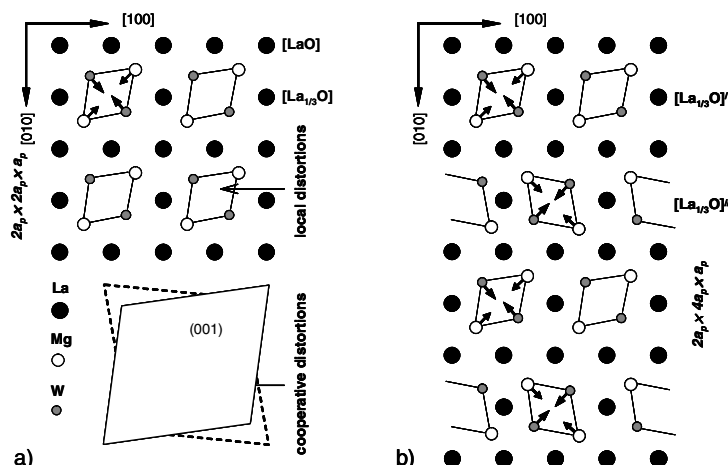 [100]
[LaO]
[La1/3O]
[010]
2ap × 2ap × ap
local distortions
La
Mg
W
(001)
cooperative distortions
a)
[100]
[010]
[La1/3O]
[La1/3O]
2ap × 4ap × ap
b)